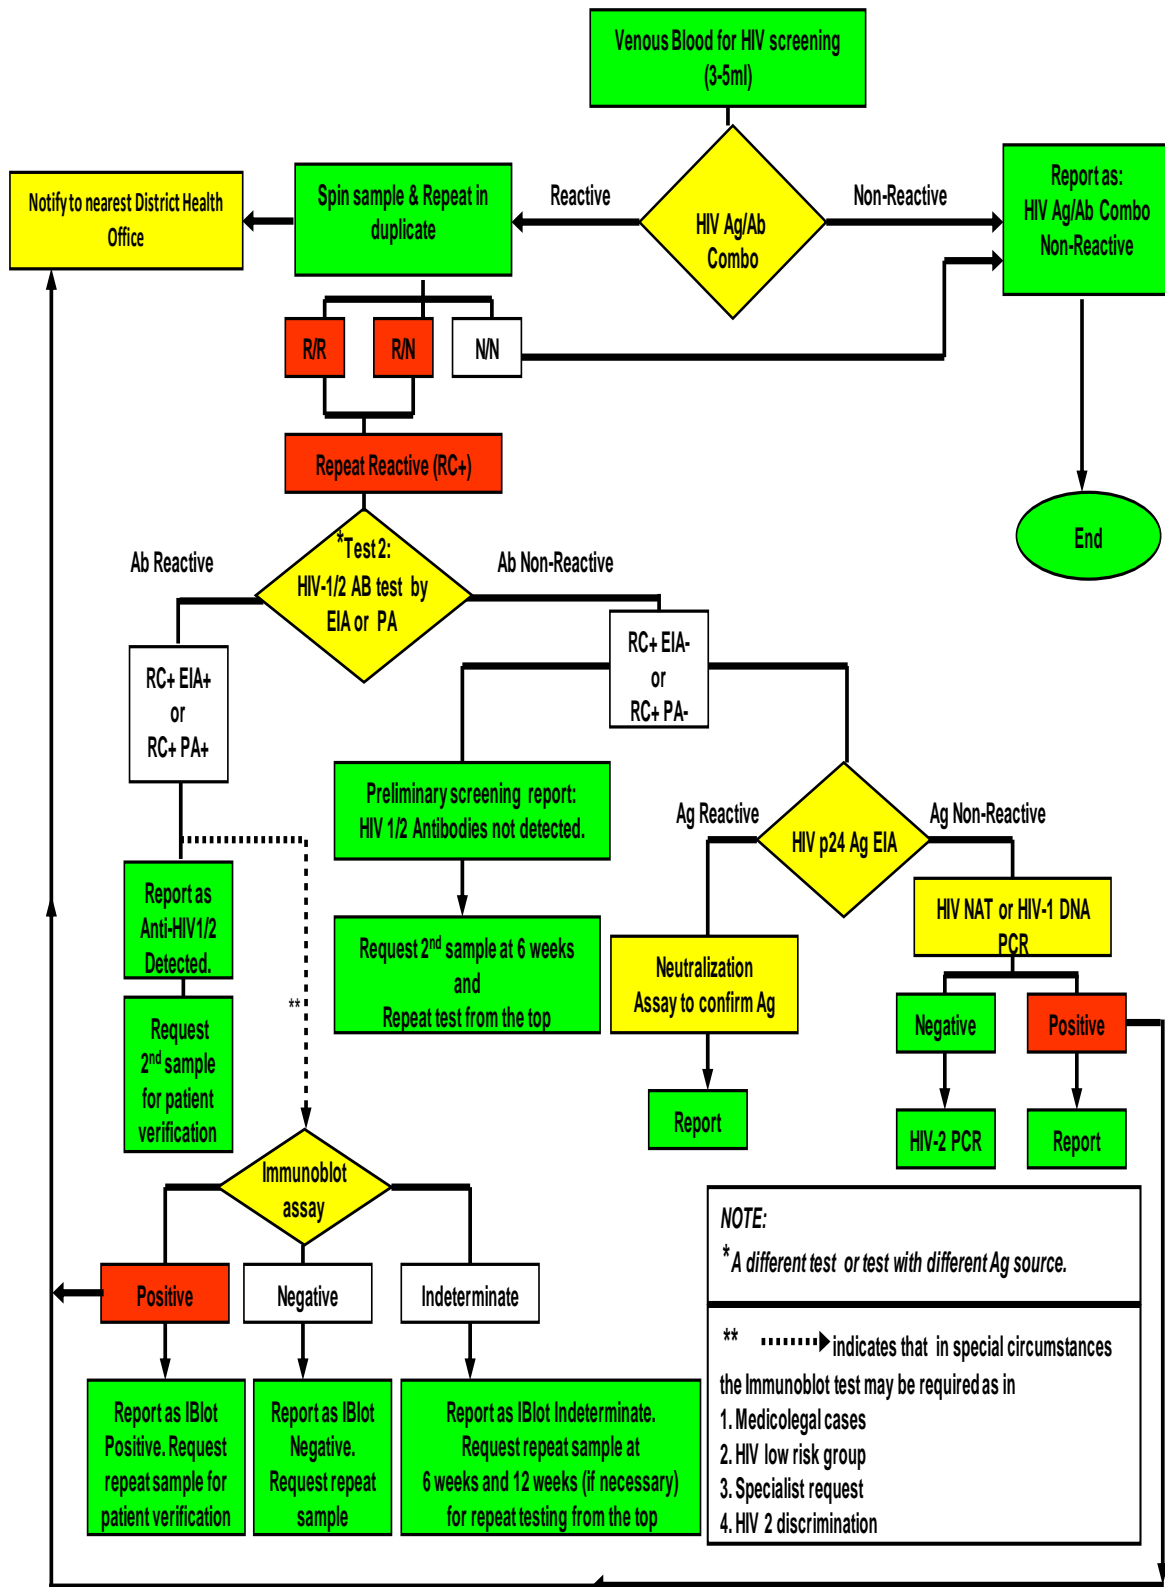 Venous Blood for HIV screening
(3-5ml)
Notify to nearest District Health
Office
Spin sample & Repeat in
duplicate
Reactive
HIV Ag/Ab
Combo
Non-Reactive
Report as:
HIV Ag/Ab Combo
Non-Reactive
R/R
R/N
N/N
Repeat Reactive (RC+)
End
Ab Reactive
*Test 2:
HIV-1/2 AB test by
EIA or PA
Ab Non-Reactive
RC+ EIA+
or
RC+ PA+
RC+ EIA-
or
RC+ PA-
Preliminary screening report:
HIV 1/2 Antibodies not detected.
Ag Reactive
HIV p24 Ag EIA
Ag Non-Reactive
Report as
Anti-HIV1/2
Detected.
Request 2nd sample at 6 weeks
and
Repeat test from the top
HIV NAT or HIV-1 DNA
PCR
Neutralization
Assay to confirm Ag
**
Request
2nd sample
for patient
verification
Negative
Positive
Report
HIV-2 PCR
Report
Immunoblot
assay
Positive
Negative
Indeterminate
Report as IBlot
Positive. Request
repeat sample for
patient verification
Report as IBlot
Negative.
Request repeat
sample
Report as IBlot Indeterminate.
Request repeat sample at
6 weeks and 12 weeks (if necessary)
for repeat testing from the top
NOTE:
* A different test or test with different Ag source.
** indicates that in special circumstances
the Immunoblot test may be required as in
1. Medicolegal cases
2. HIV low risk group
3. Specialist request
4. HIV 2 discrimination